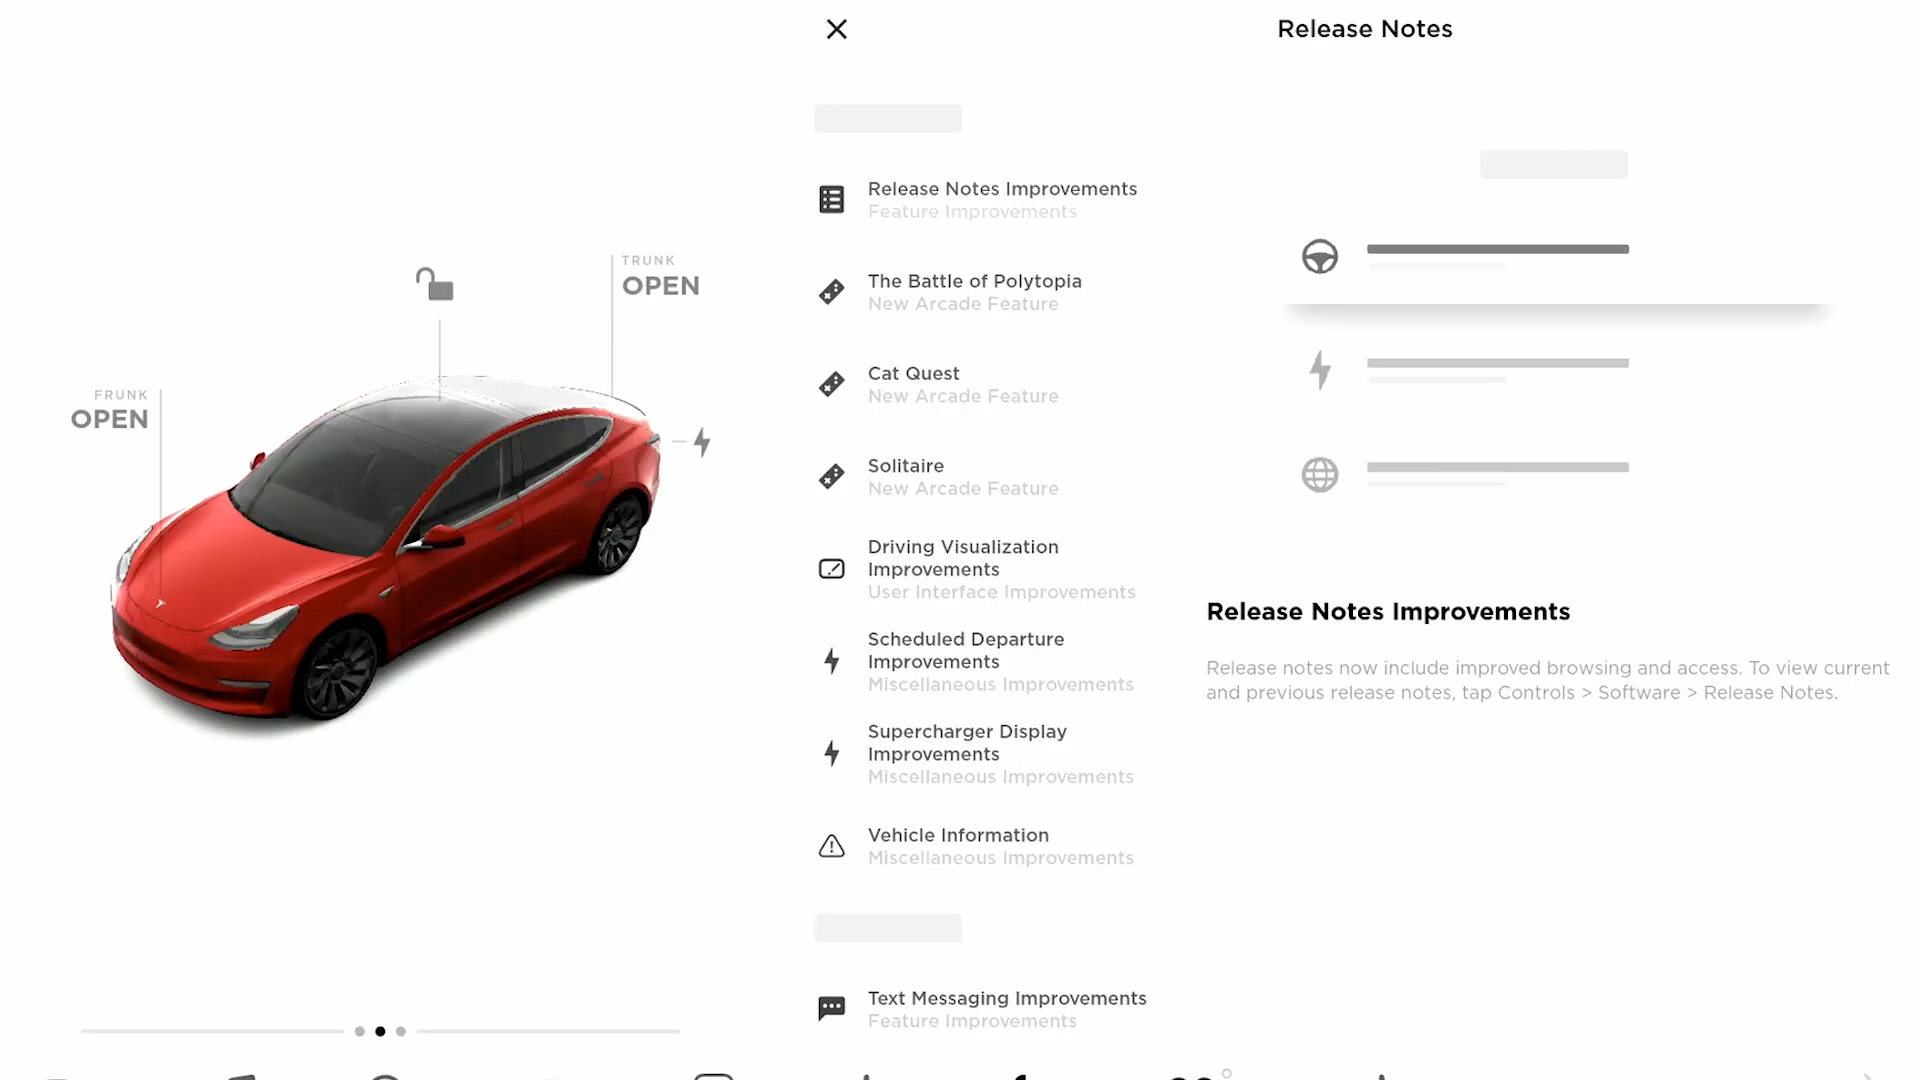 Release Notes
TRUNK
OPEN
FRUNK
OPEN
Release Notes Improvements
Feature Improvements
The Battle of Polytopia
New Arcade Feature
Cat Quest
New Arcade Feature
Solitaire
New Arcade Feature
Driving Visualization
Improvements
User Interface Improvements
Scheduled Departure
Improvements
Miscellaneous Improvements
Supercharger Display
Improvements
Miscellaneous Improvements
Vehicle Information
Miscellaneous Improvements
Text Messaging Improvements
Feature Improvements
Release Notes Improvements
Release notes now include improved browsing and access. To view current
and previous release notes, tap Controls > Software > Release Notes.